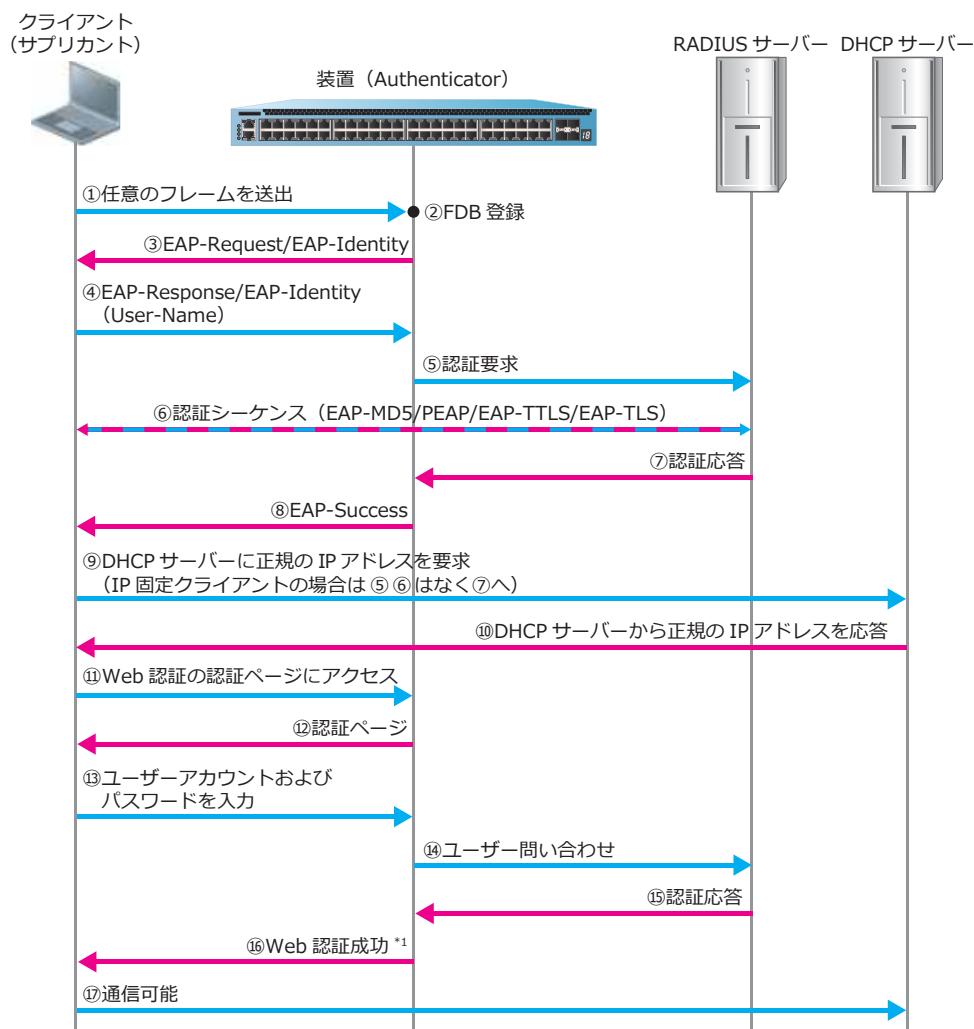 クライアント
（サプリカント）
装置（Authenticator）
RADIUS サーバー
DHCP サーバー
18
①任意のフレームを送出
②FDB 登録
③EAP-Request/EAP-Identity
④EAP-Response/EAP-Identity
（User-Name）
⑤認証要求
⑥認証シーケンス（EAP-MD5/PEAP/EAP-TTLS/EAP-TLS）
⑦認証応答
⑧EAP-Success
⑨DHCP サーバーに正規の IP アドレスを要求
（IP 固定クライアントの場合は ⑤ ⑥ はなく⑦へ）
⑩DHCP サーバーから正規の IP アドレスを応答
⑪Web 認証の認証ページにアクセス
⑫認証ページ
⑬ユーザーアカウントおよび
パスワードを入力
⑭ユーザー問い合わせ
⑮認証応答
⑯Web 認証成功 *1
⑰通信可能